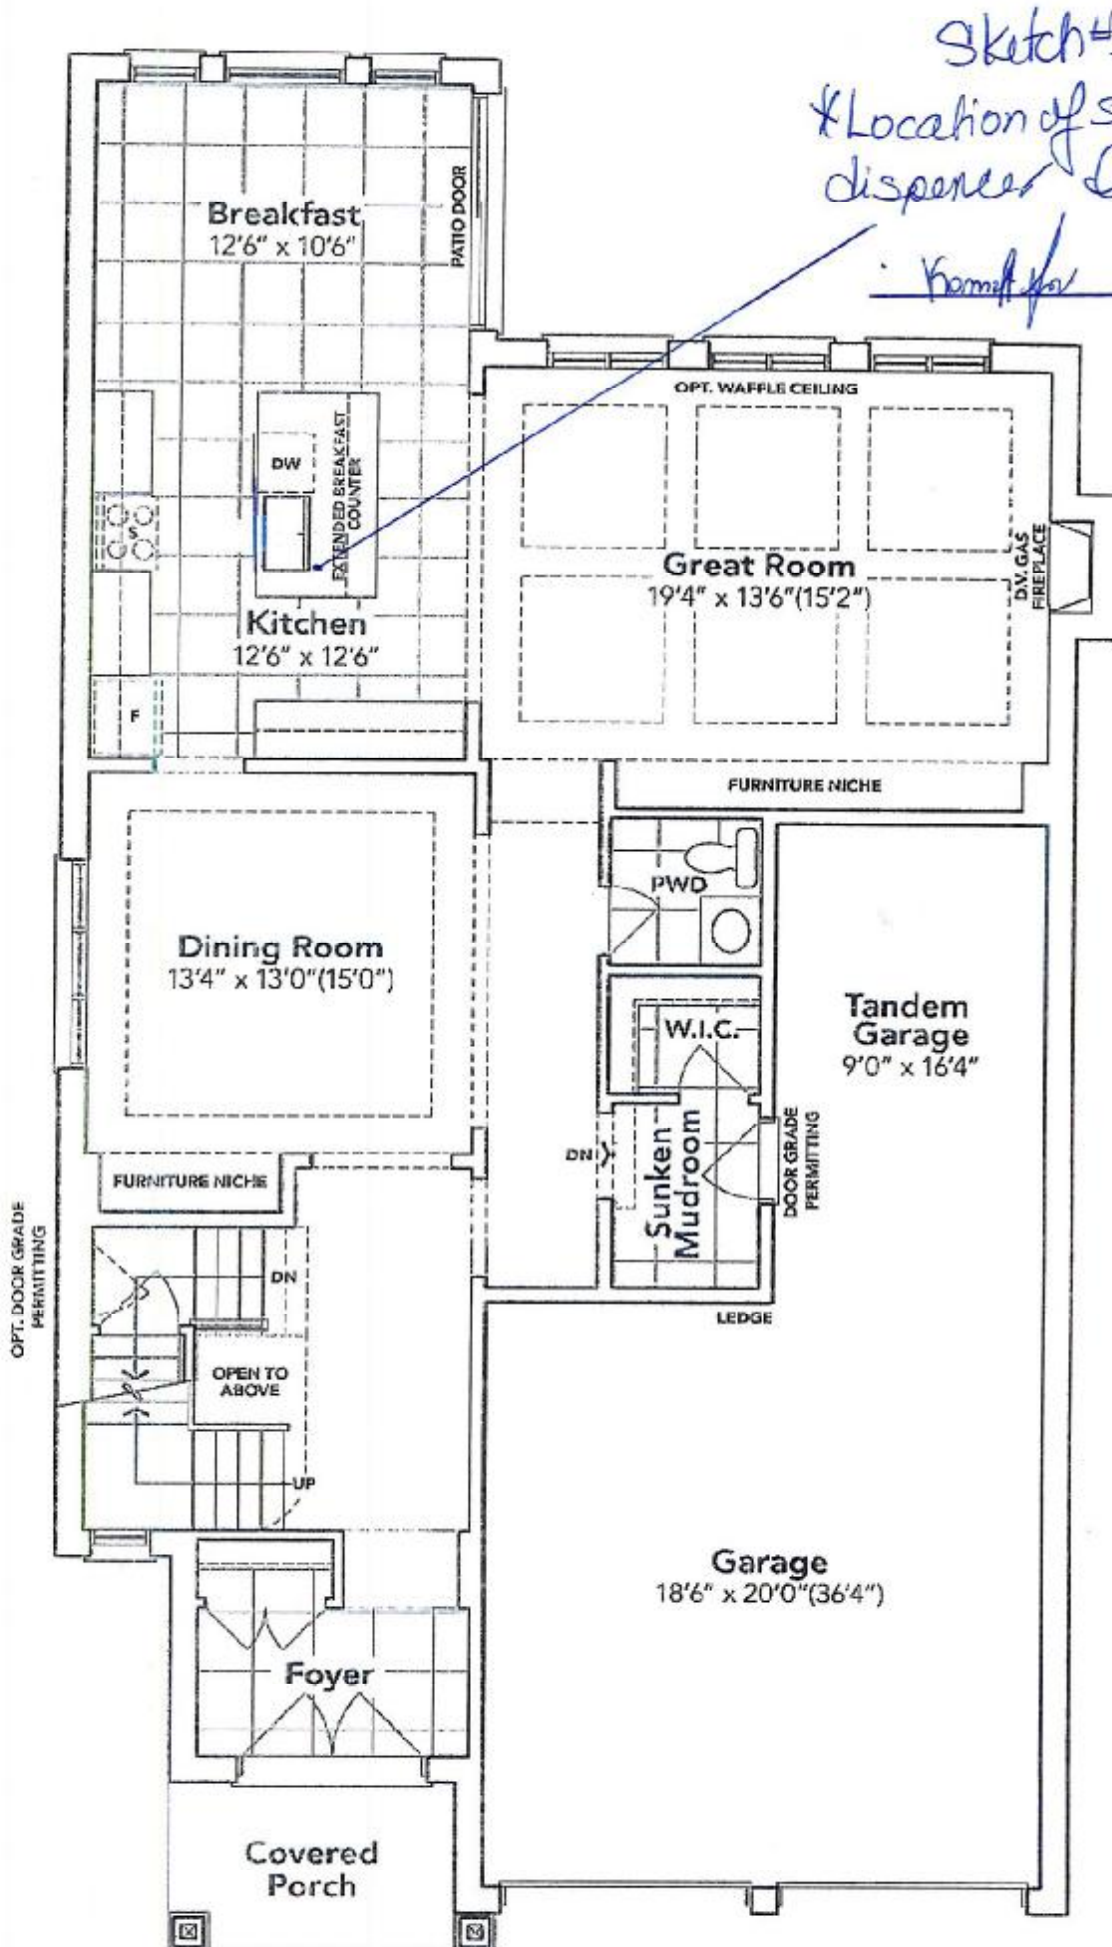 Sketch #
*Location of s
dispencer
Breakfast
12'6" x 10'6"
PATIO DOOR
OPT. WAFFLE CEILING
DW
EXTENDED BREAKFAST
COUNTER
S
Great Room
19'4" x 13'6"(15'2")
D.V. GAS
FIREPLACE
Kitchen
12'6" x 12'6"
F
FURNITURE NICHE
PWD
Dining Room
13'4" x 13'0"(15'0")
W.I.C.
Tandem
Garage
9'0" x 16'4"
DN
Sunken
Mudroom
DOOR GRADE
PERMITTING
FURNITURE NICHE
OPT. DOOR GRADE
PERMITTING
DN
LEDGE
OPEN TO
ABOVE
UP
Garage
18'6" x 20'0"(36'4")
Foyer
Covered
Porch